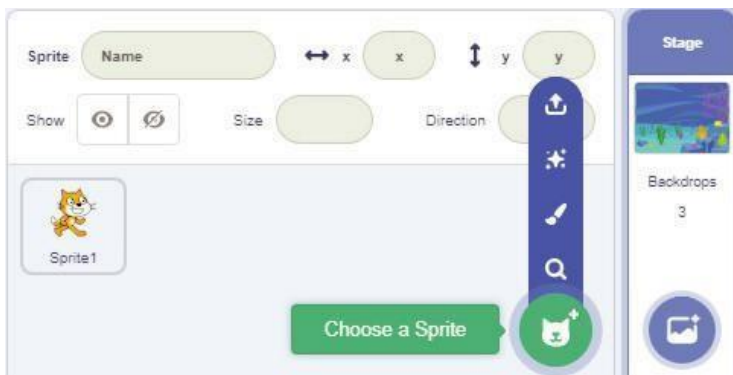 Sprite Name x x y y
Stage
Show Size Direction
Backdrops
3
Sprite1
Choose a Sprite